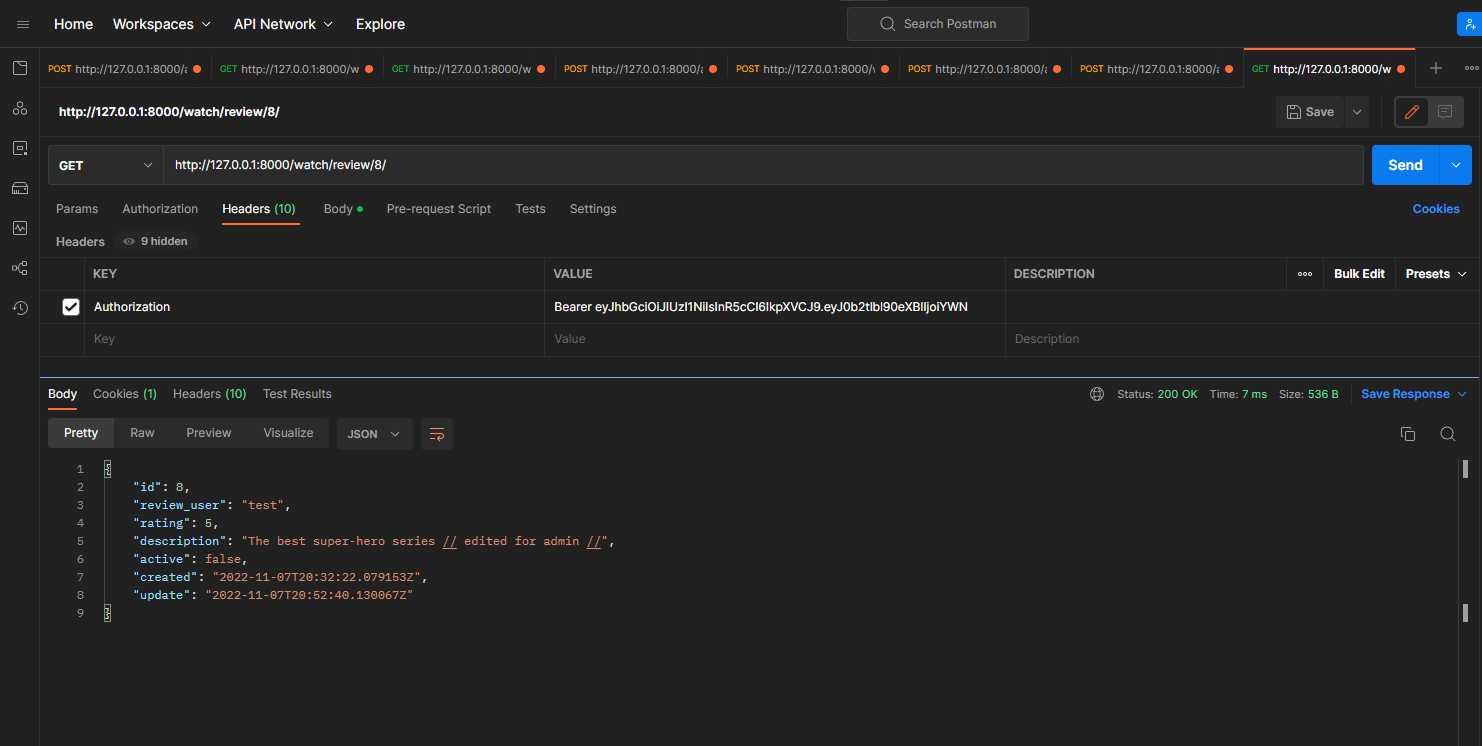 Home Workspaces API Network Explore Search Postman
POST http://127.0.0.1:8000/ GET http://127.0.0.1:8000/w GET http://127.0.0.1:8000/w POST http://127.0.0.1:8000/ POST http://127.0.0.1:8000/ POST http://127.0.0.1:8000/ POST http://127.0.0.1:8000/ GET http://127.0.0.1:8000/w
http://127.0.0.1:8000/watch/review/8/ Save
GET http://127.0.0.1:8000/watch/review/8/ Send
Params Authorization Headers (10) Body Pre-request Script Tests Settings Cookies
Headers 9 hidden
KEY VALUE DESCRIPTION Bulk Edit Presets
Authorization Bearer
Key Value Description
Body Cookies (1) Headers (10) Test Results Status: 200 OK Time: 7 ms Size: 536 B Save Response
Pretty Raw Preview Visualize JSON
1 {
2 "id": 8,
3 "review_user": "test",
4 "rating": 5,
5 "description": "The best super-hero series // edited for admin //",
6 "active": false,
7 "created": "2022-11-07T20:32:22.079153Z",
8 "update": "2022-11-07T20:52:40.130067Z"
9 }